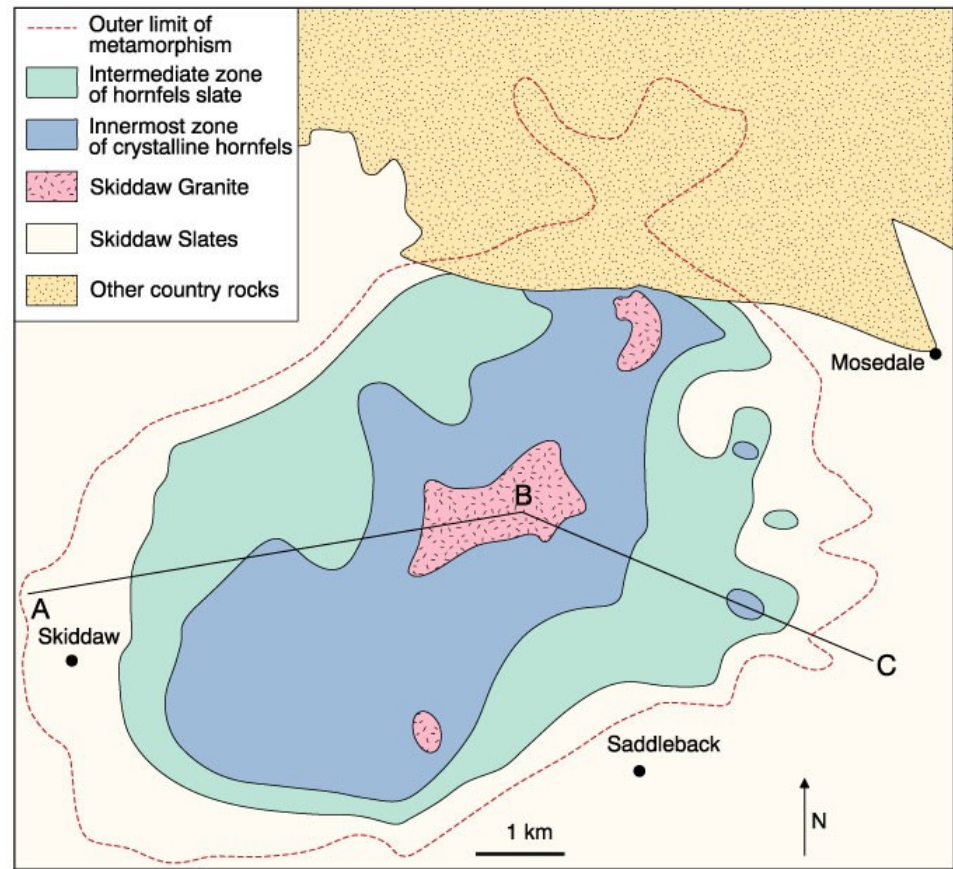 Outer limit of
metamorphism
Intermediate zone
of hornfels slate
Innermost zone
of crystalline hornfels
Skiddaw Granite
Skiddaw Slates
Other country rocks
Mosedale
B
A
Skiddaw
C
Saddleback
1 km
N